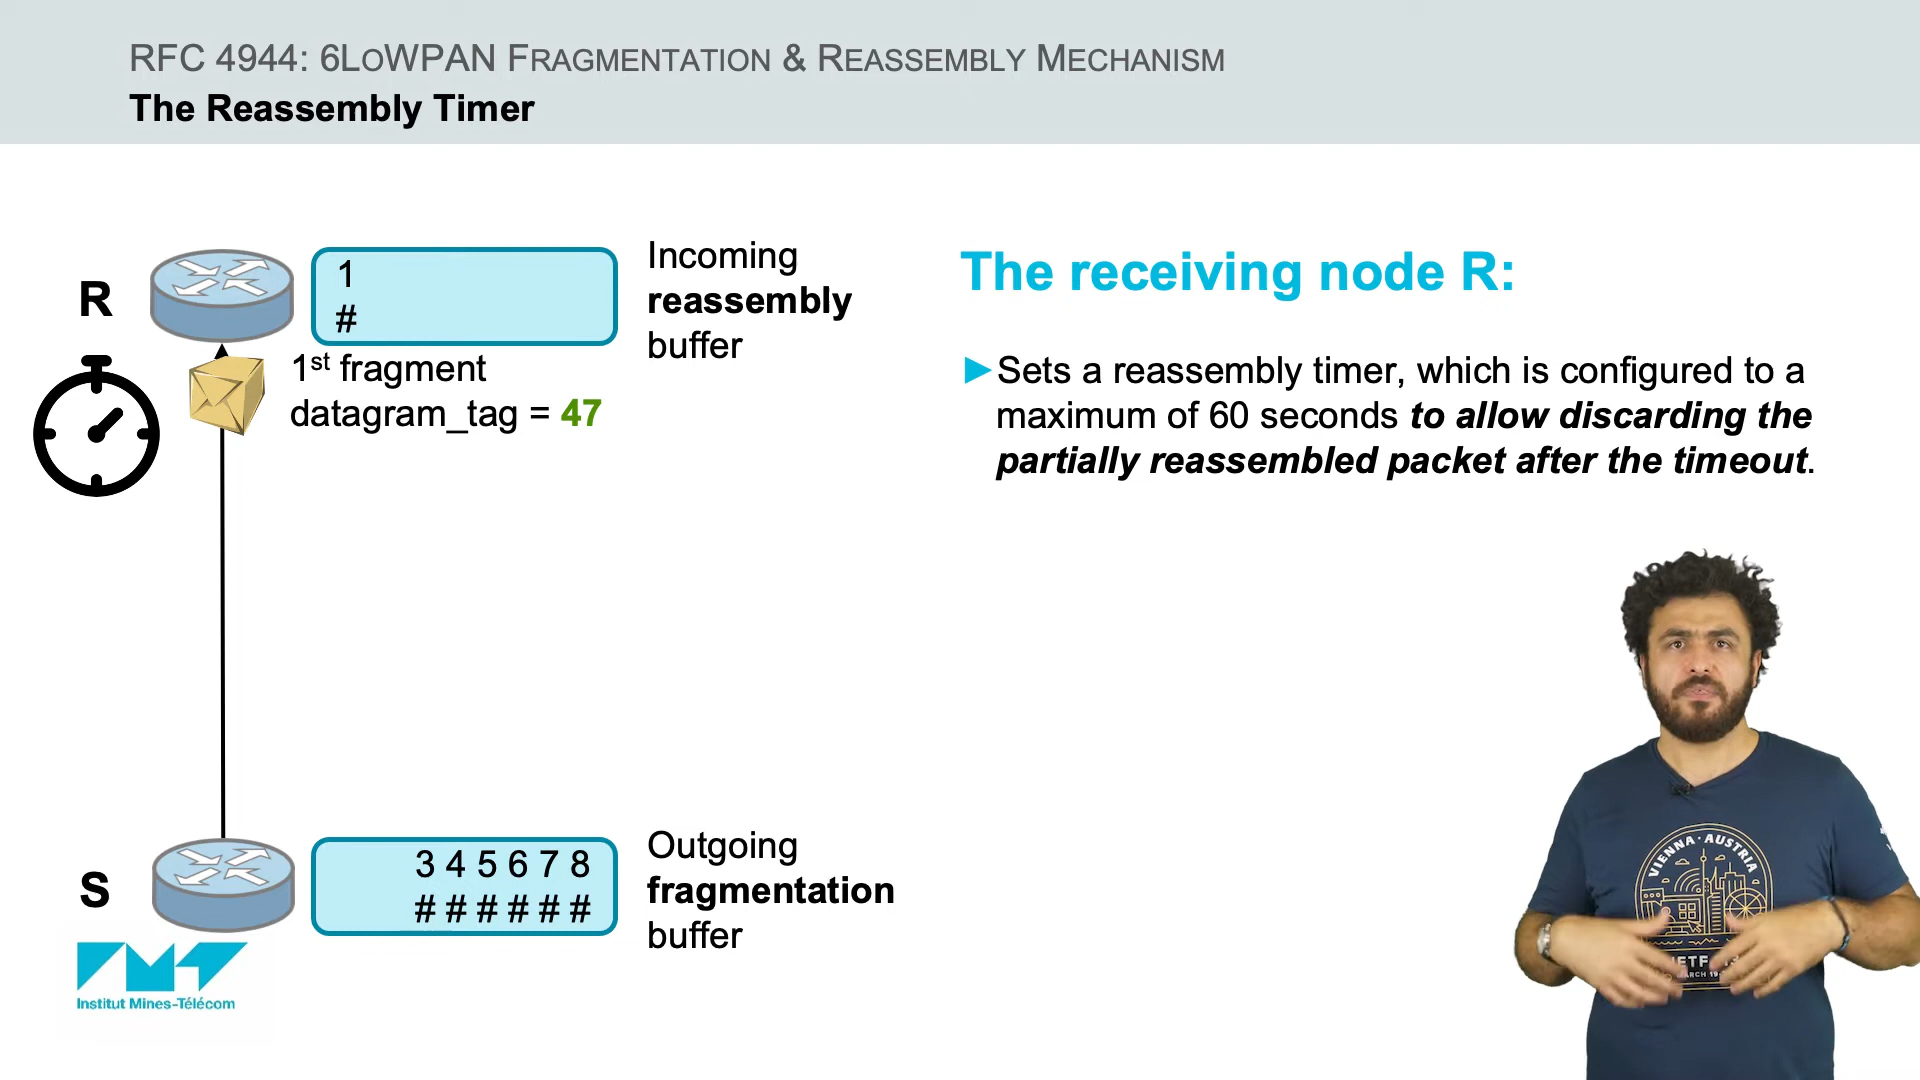 RFC 4944: 6LoWPAN Fragmentation & Reassembly Mechanism
The Reassembly Timer
R
1
#
Incoming
reassembly
buffer
1st fragment
datagram_tag = 47
The receiving node R:
Sets a reassembly timer, which is configured to a
maximum of 60 seconds to allow discarding the
partially reassembled packet after the timeout.
S
3 4 5 6 7 8
# # # # # #
Outgoing
fragmentation
buffer
Institut Mines-Télécom
VIENNA · AUSTRIA